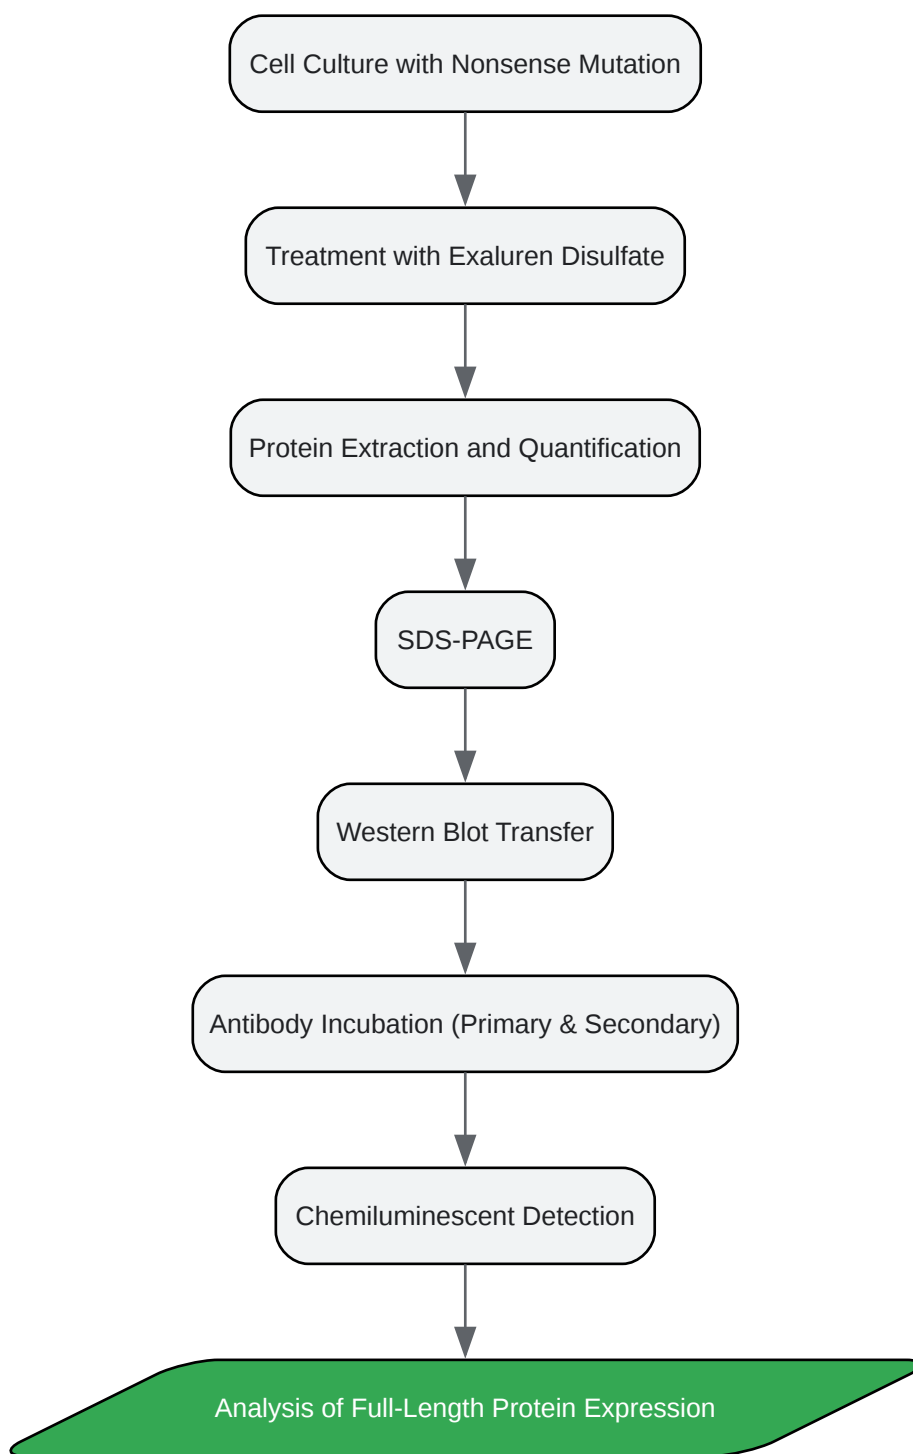 Cell Culture with Nonsense Mutation
Treatment with Exaluren Disulfate
Protein Extraction and Quantification
SDS-PAGE
Western Blot Transfer
Antibody Incubation (Primary & Secondary)
Chemiluminescent Detection
Analysis of Full-Length Protein Expression